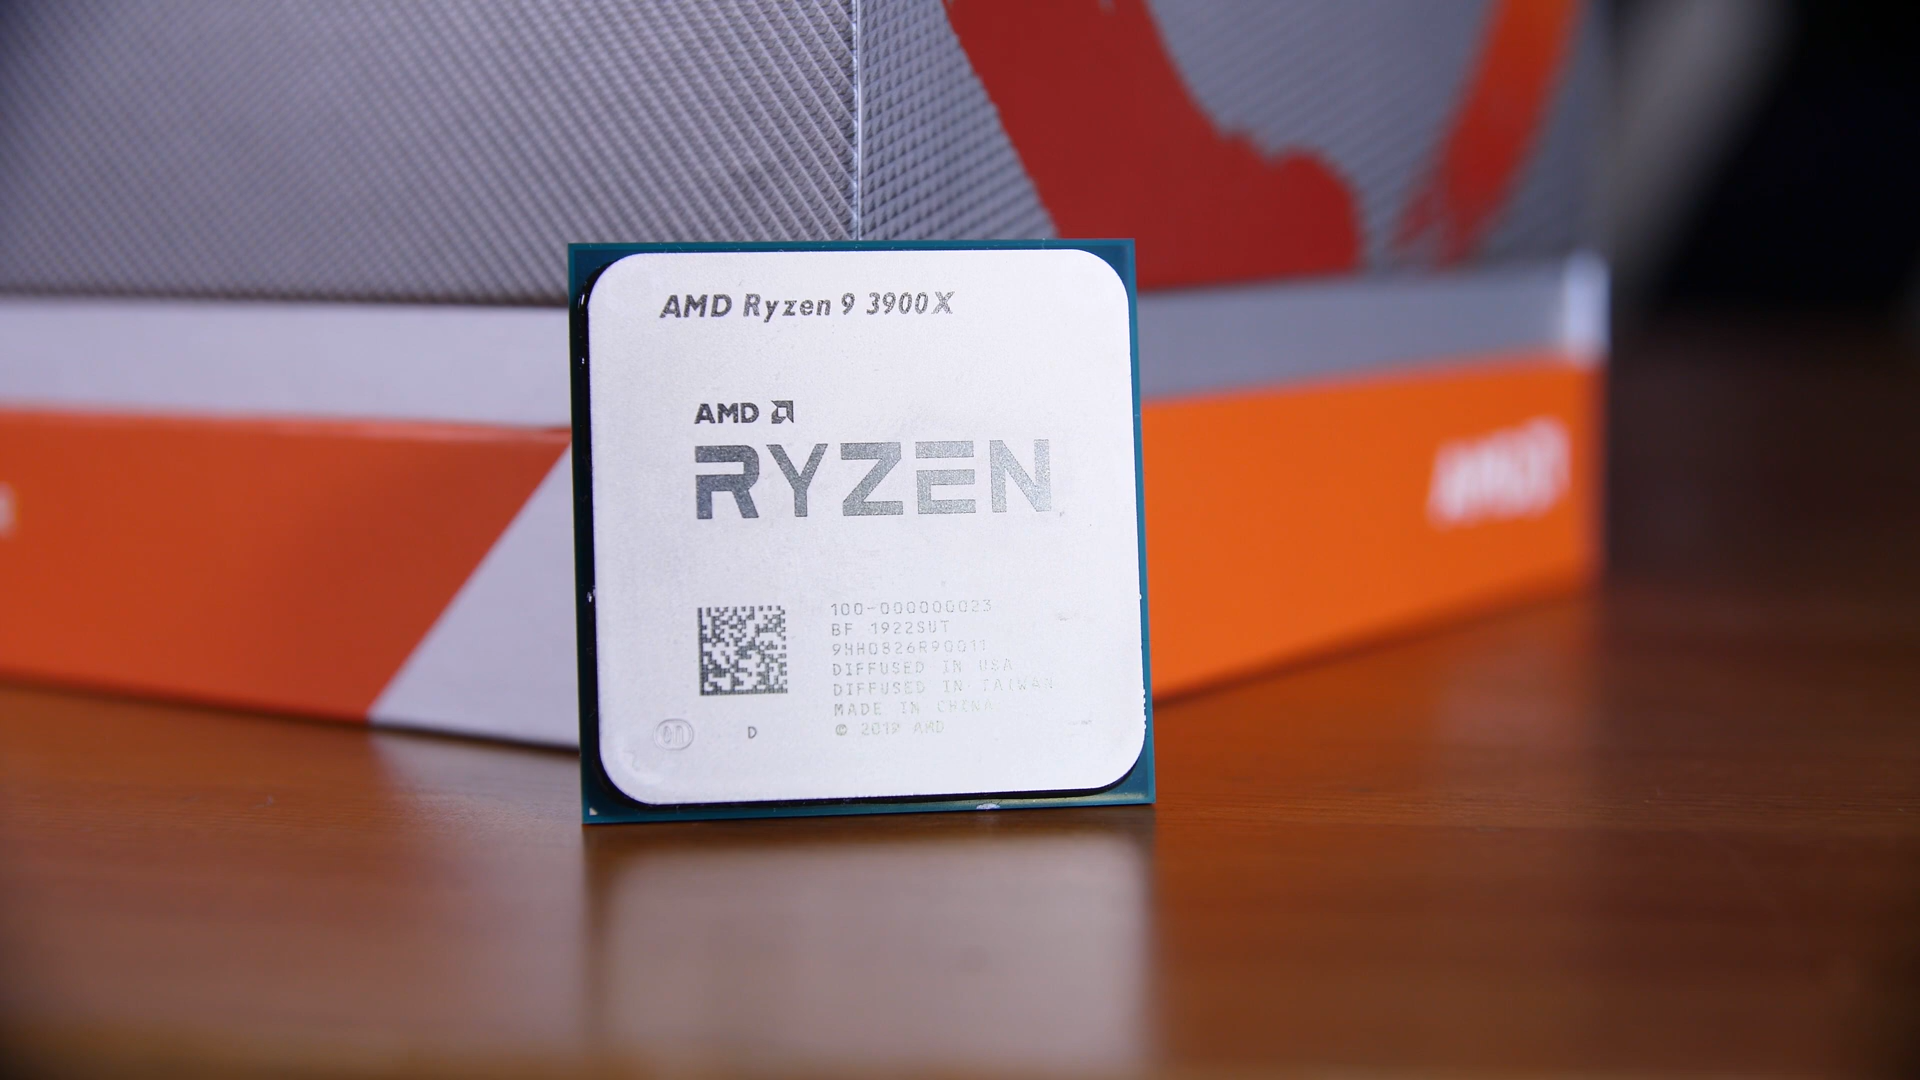 AMD Ryzen 9 3900X
AMD
RYZEN
100-000000023
BF 1922SUT
9HH0826R90011
DIFFUSED IN USA
DIFFUSED IN TAIWAN
MADE IN CHINA
© 2019 AMD
D
AMD